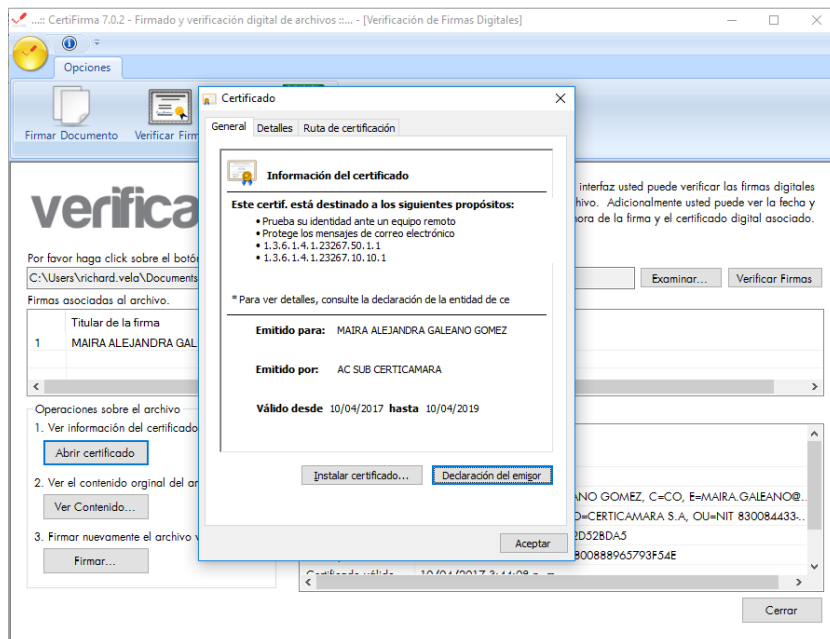 ...:: CertiFirma 7.0.2 - Firmado y verificación digital de archivos ::... - [Verificación de Firmas Digitales]
Opciones
Firmar Documento
Verificar Firm
Certificado
General
Detalles
Ruta de certificación
Información del certificado
Este certif. está destinado a los siguientes propósitos:
• Prueba su identidad ante un equipo remoto
• Protege los mensajes de correo electrónico
• 1.3.6.1.4.1.23267.50.1.1
• 1.3.6.1.4.1.23267.10.10.1
* Para ver detalles, consulte la declaración de la entidad de ce
Emitido para: MAIRA ALEJANDRA GALEANO GOMEZ
Emitido por: AC SUB CERTICAMARA
Válido desde 10/04/2017 hasta 10/04/2019
Instalar certificado...
Declaración del emisor
Aceptar
verifica
interfaz usted puede verificar las firmas digitales
hivo. Adicionalmente usted puede ver la fecha y
hora de la firma y el certificado digital asociado.
Por favor haga click sobre el botó
C:\Users\richard.vela\Documents
Examinar...
Verificar Firmas
Firmas asociadas al archivo.
Titular de la firma
1 MAIRA ALEJANDRA GAL
Operaciones sobre el archivo
1. Ver información del certificado
Abrir certificado
2. Ver el contenido orginal del ar
Ver Contenido...
3. Firmar nuevamente el archivo v
Firmar...
ANO GOMEZ, C=CO, E=MAIRA.GALEANO@..
O=CERTICAMARA S.A, OU=NIT 830084433-..
2D52BDA5
800888965793F54E
Certificado válido 10/04/2017 3:44:08 p. m.
Cerrar